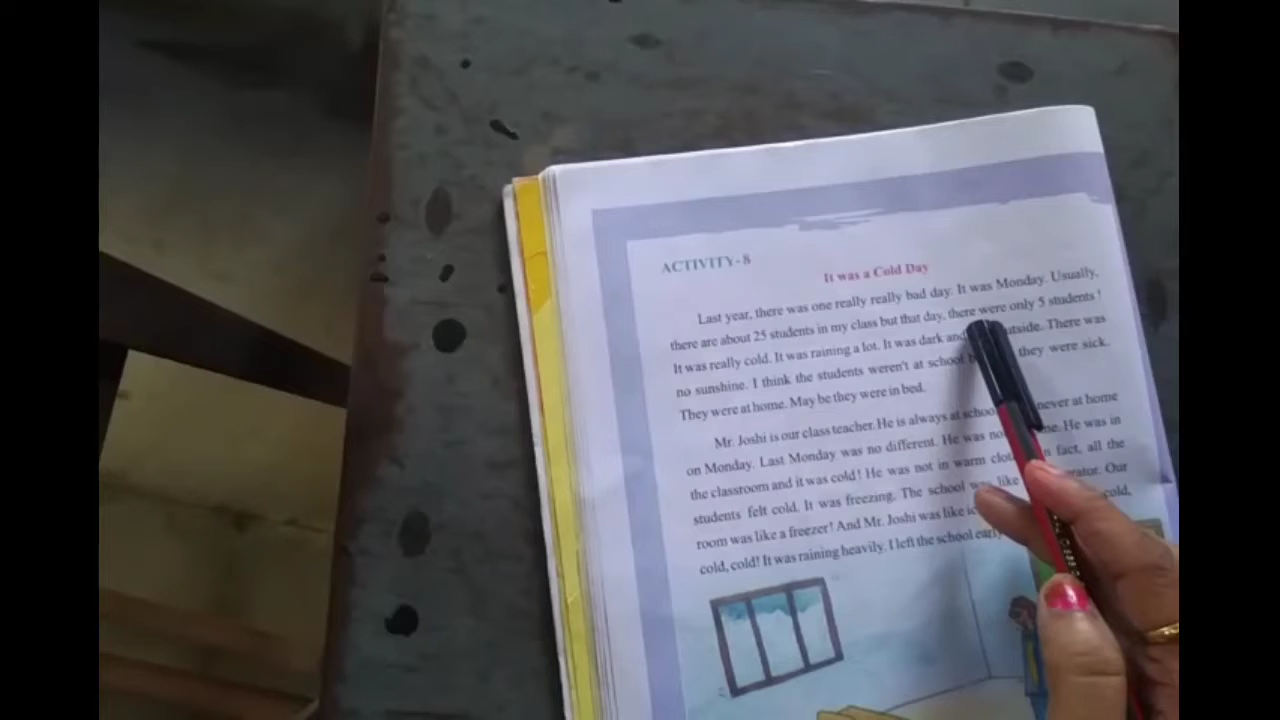 ACTIVITY - 8
It was a Cold Day
Last year, there was one really really bad day. It was Monday. Usually,
there are about 25 students in my class but that day, there were only 5 students !
It was really cold. It was raining a lot. It was dark and outside. There was
no sunshine. I think the students weren't at school they were sick.
They were at home. May be they were in bed.
Mr. Joshi is our class teacher. He is always at never at home
on Monday. Last Monday was no different. He was He was in
the classroom and it was cold! He was not in warm fact, all the
students felt cold. It was freezing. The school like Our
room was like a freezer! And Mr. Joshi was like cold,
cold, cold! It was raining heavily. I left the school